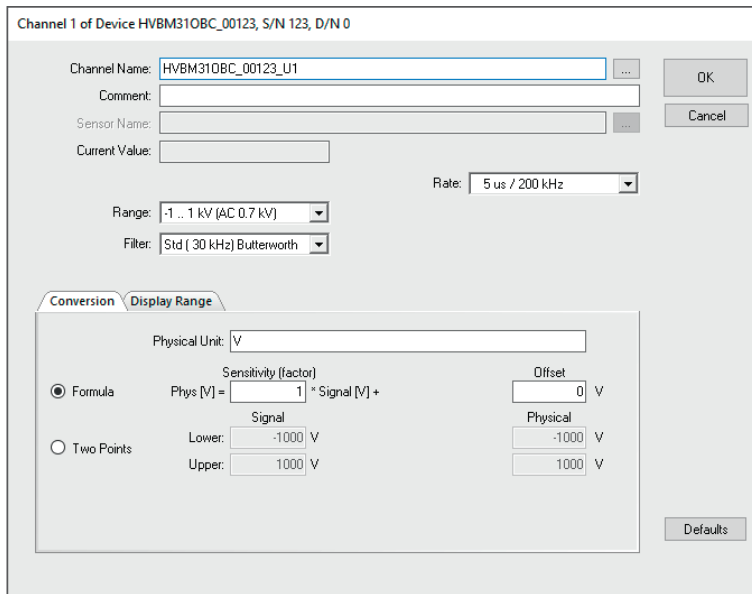 Channel 1 of Device HVBM31OBC_00123, S/N 123, D/N 0
Channel Name: HVBM31OBC_00123_U1 ... OK
Comment:
Sensor Name: ... Cancel
Current Value:
Rate: 5 us / 200 kHz
Range: -1 .. 1 kV (AC 0.7 kV)
Filter: Std ( 30 kHz) Butterworth
Conversion Display Range
Physical Unit: V
Sensitivity (factor) Offset
Formula Phys [V] = 1 * Signal [V] + 0 V
Signal Physical
Two Points Lower: -1000 V -1000 V
Upper: 1000 V 1000 V
Defaults